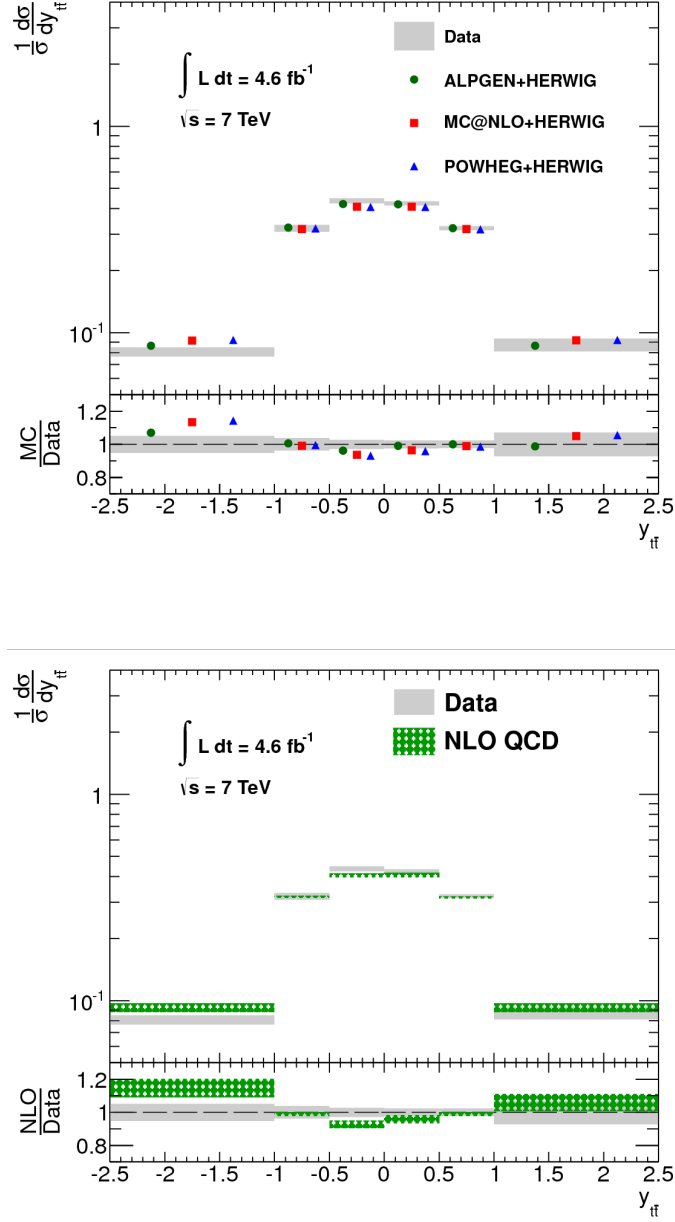 1/σ dσ/dy_tt̄
∫ L dt = 4.6 fb⁻¹
√s = 7 TeV
Data
ALPGEN+HERWIG
MC@NLO+HERWIG
POWHEG+HERWIG
1
10⁻¹
MC/Data
1.2
1
0.8
-2.5 -2 -1.5 -1 -0.5 0 0.5 1 1.5 2 2.5
y_tt̄
1/σ dσ/dy_tt̄
∫ L dt = 4.6 fb⁻¹
√s = 7 TeV
Data
NLO QCD
1
10⁻¹
NLO/Data
1.2
1
0.8
-2.5 -2 -1.5 -1 -0.5 0 0.5 1 1.5 2 2.5
y_tt̄